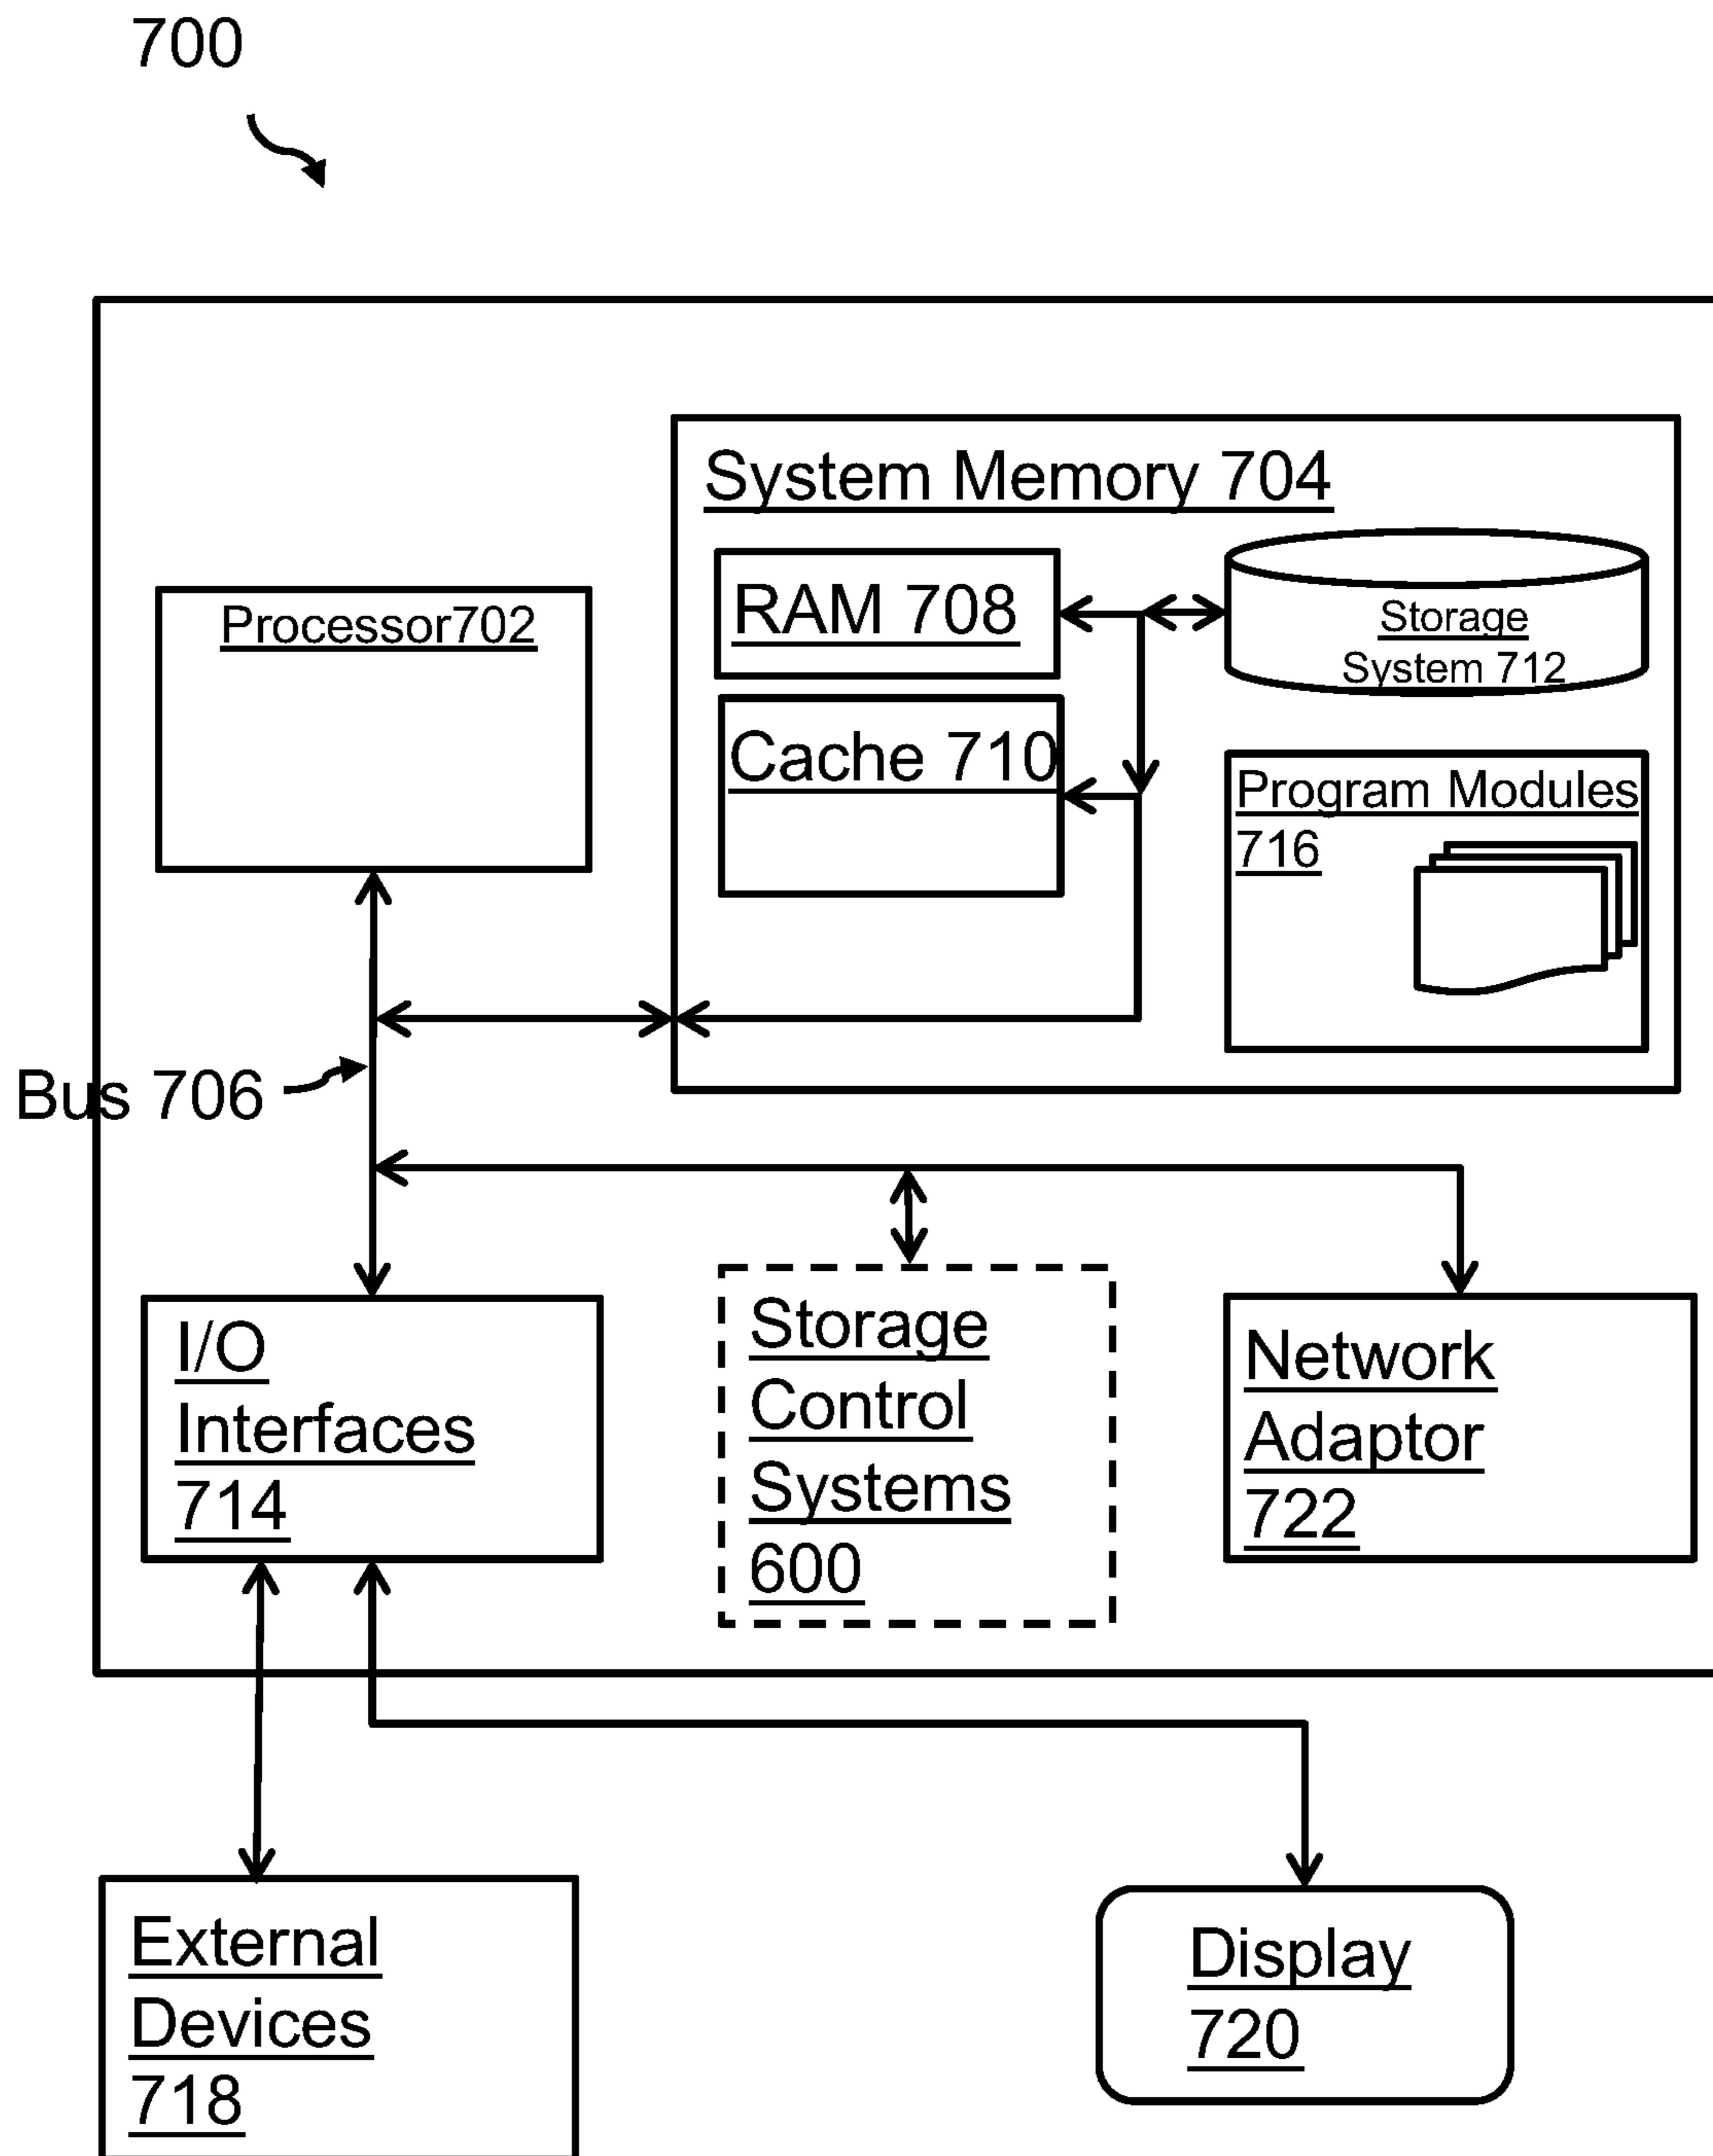 700
System Memory 704
Processor702
RAM 708
Storage
System 712
Cache 710
Program Modules
716
Bus 706
I/O
Interfaces
714
Storage
Control
Systems
600
Network
Adaptor
722
External
Devices
718
Display
720